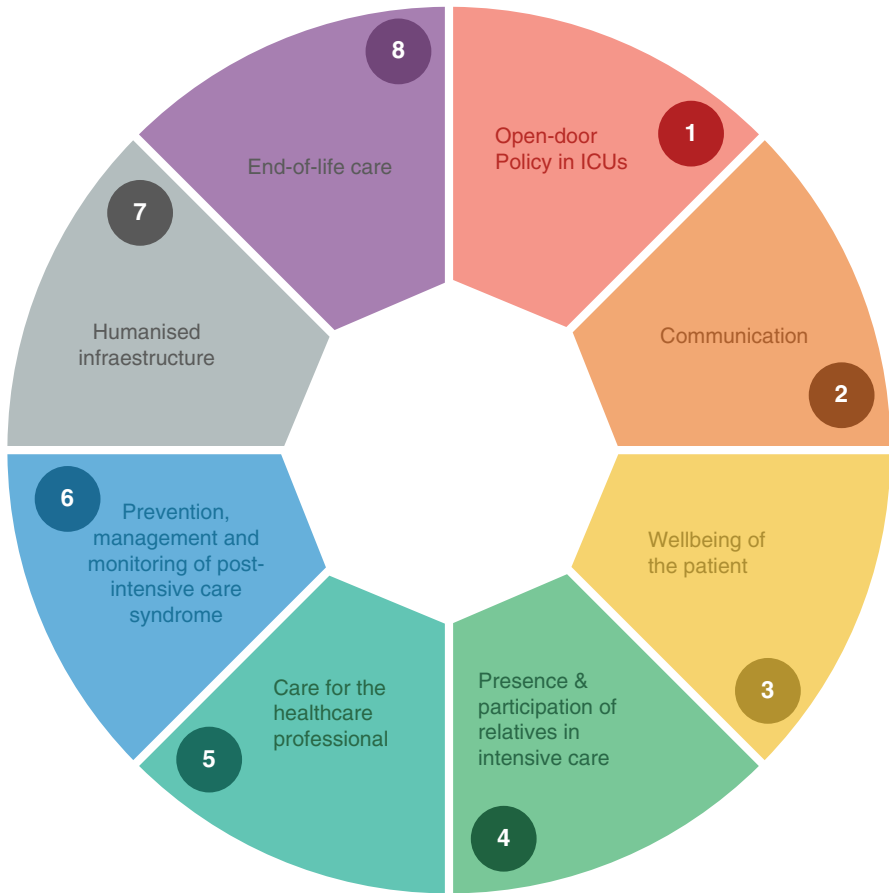 1
Open-door
Policy in ICUs
2
Communication
3
Wellbeing of
the patient
4
Presence &
participation of
relatives in
intensive care
5
Care for the
healthcare
professional
6
Prevention,
management and
monitoring of post-
intensive care
syndrome
7
Humanised
infraestructure
8
End-of-life care